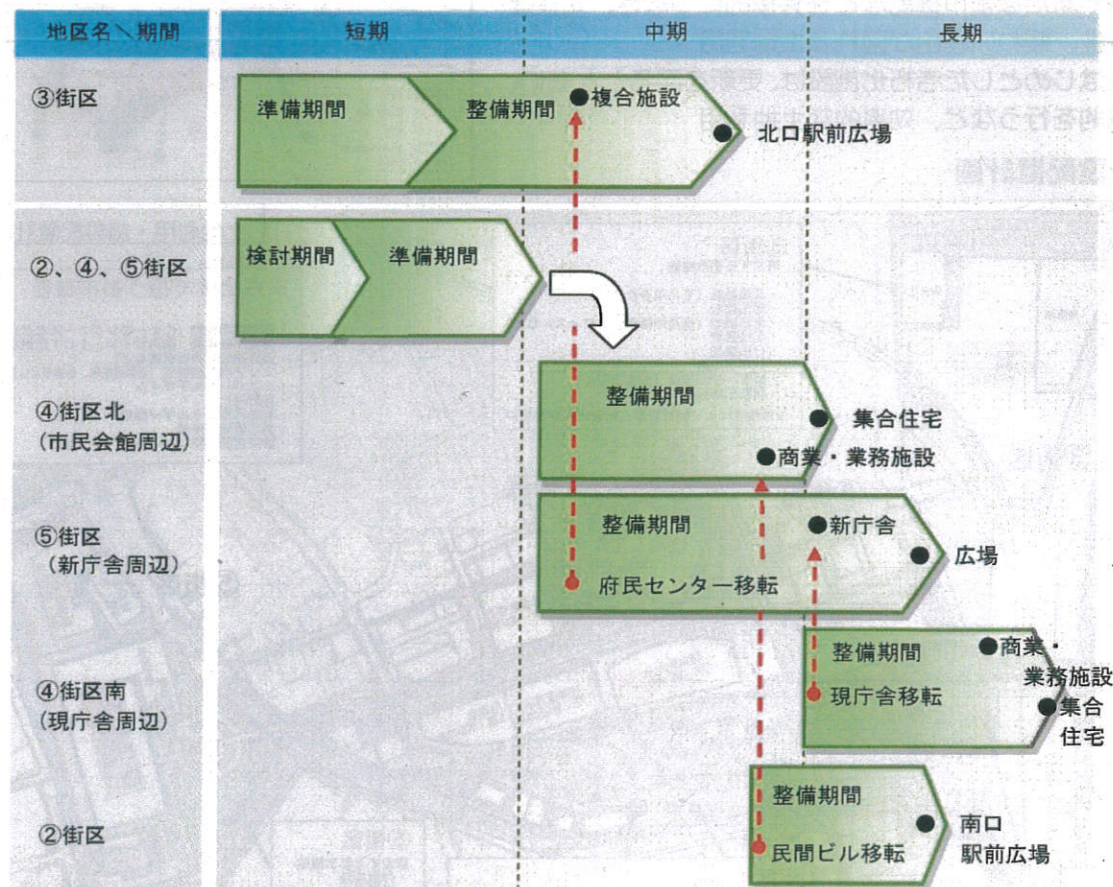 地区名＼期間 短期 中期 長期
③街区
準備期間 整備期間 ●複合施設
●北口駅前広場
②、④、⑤街区
検討期間 準備期間
④街区北
(市民会館周辺)
整備期間
●集合住宅
●商業・業務施設
⑤街区
(新庁舎周辺)
整備期間 ●新庁舎
●広場
府民センター移転
④街区南
(現庁舎周辺)
整備期間 ●商業・
業務施設
現庁舎移転 ●集合
住宅
②街区
整備期間
●南口
駅前広場
民間ビル移転